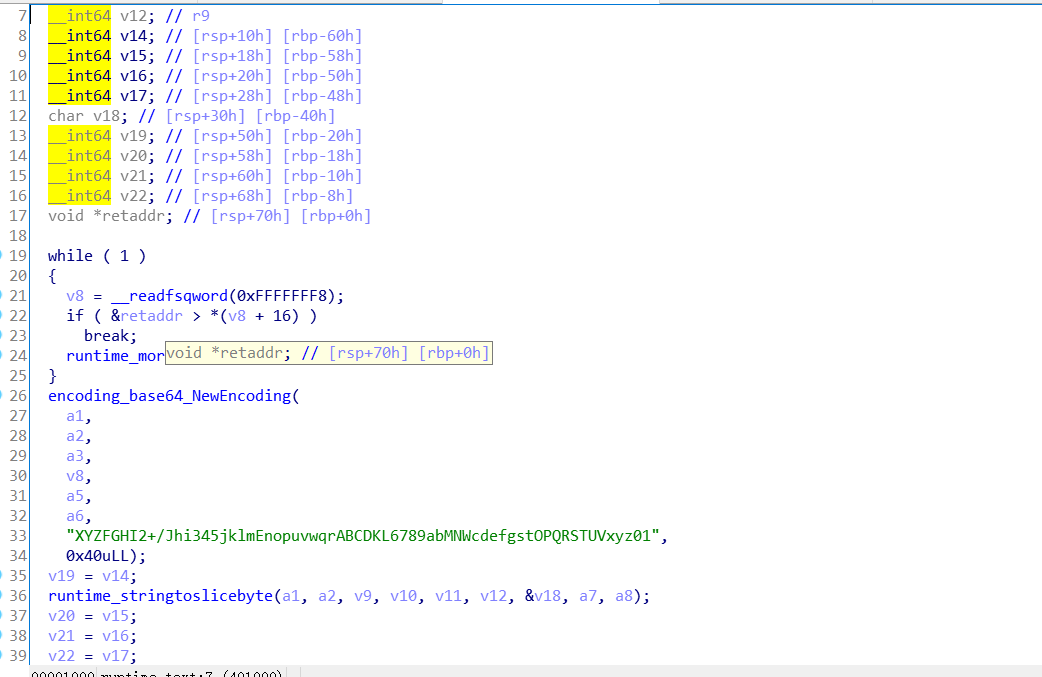 7 __int64 v12; // r9
8 __int64 v14; // [rsp+10h] [rbp-60h]
9 __int64 v15; // [rsp+18h] [rbp-58h]
10 __int64 v16; // [rsp+20h] [rbp-50h]
11 __int64 v17; // [rsp+28h] [rbp-48h]
12 char v18; // [rsp+30h] [rbp-40h]
13 __int64 v19; // [rsp+50h] [rbp-20h]
14 __int64 v20; // [rsp+58h] [rbp-18h]
15 __int64 v21; // [rsp+60h] [rbp-10h]
16 __int64 v22; // [rsp+68h] [rbp-8h]
17 void *retaddr; // [rsp+70h] [rbp+0h]
18
19 while ( 1 )
20 {
21 v8 = __readfsqword(0xFFFFFFF8);
22 if ( &retaddr > *(v8 + 16) )
23 break;
24 runtime_mor void *retaddr; // [rsp+70h] [rbp+0h]
25 }
26 encoding_base64_NewEncoding(
27 a1,
28 a2,
29 a3,
30 v8,
31 a5,
32 a6,
33 "XYZFGHI2+/Jhi345jklmEnopuvwqrABCDKL6789abMNWcdefgstOPQRSTUVxyz01",
34 0x40uLL);
35 v19 = v14;
36 runtime_stringtoslicebyte(a1, a2, v9, v10, v11, v12, &v18, a7, a8);
37 v20 = v15;
38 v21 = v16;
39 v22 = v17;